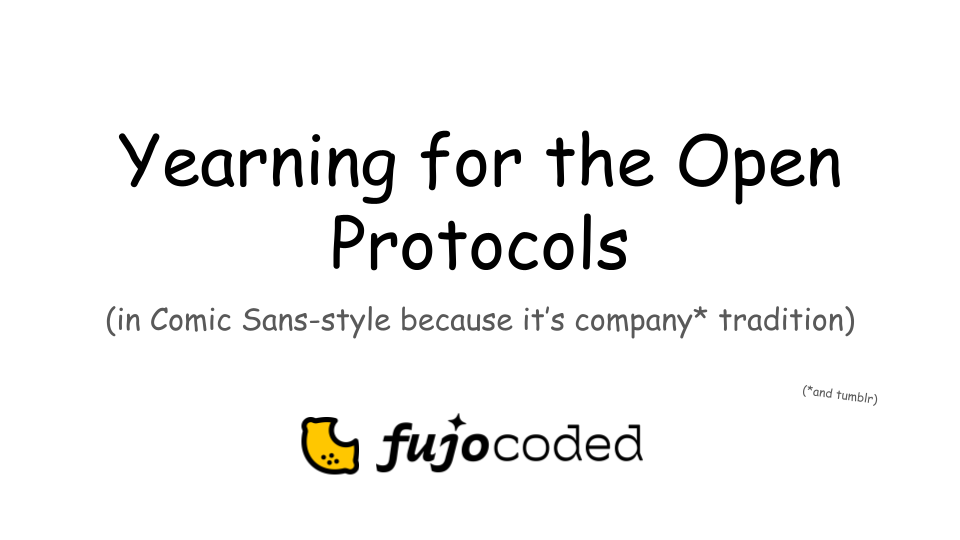 Yearning for the Open
Protocols
(in Comic Sans-style because it’s company* tradition)
(*and tumblr)
fujocoded